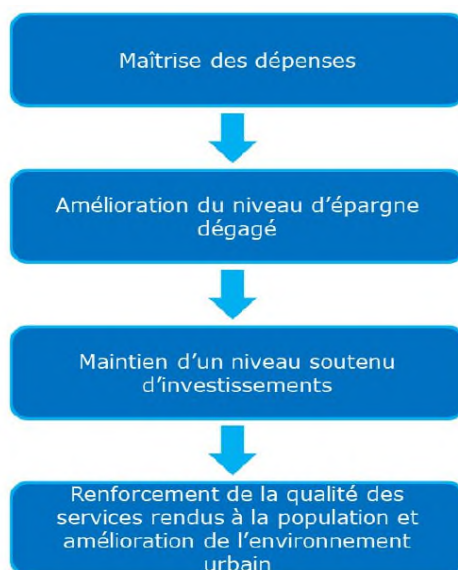 Maîtrise des dépenses
Amélioration du niveau d'épargne
dégagé
Maintien d'un niveau soutenu
d'investissements
Renforcement de la qualité des
services rendus à la population et
amélioration de l'environnement
urbain